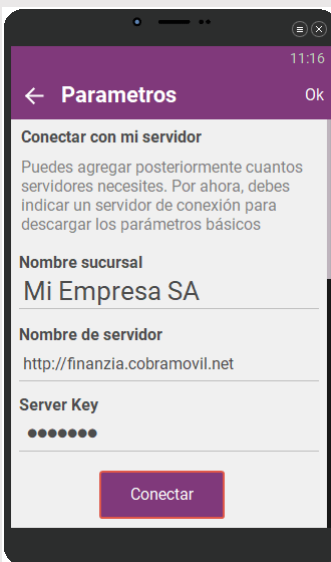 11:16
Parametros
Ok
Conectar con mi servidor
Puedes agregar posteriormente cuantos
servidores necesites. Por ahora, debes
indicar un servidor de conexión para
descargar los parámetros básicos
Nombre sucursal
Mi Empresa SA
Nombre de servidor
http://finanzia.cobramovil.net
Server Key
•••••••
Conectar